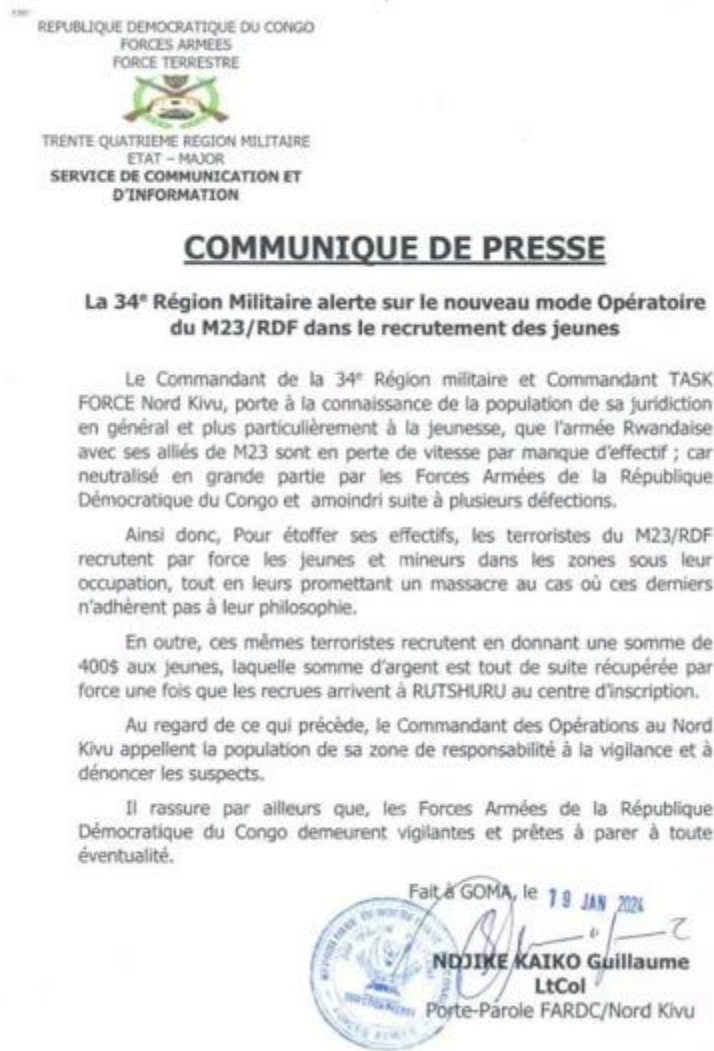 REPUBLIQUE DEMOCRATIQUE DU CONGO
FORCES ARMEES
FORCE TERRESTRE
TRENTE QUATRIEME REGION MILITAIRE
ETAT – MAJOR
SERVICE DE COMMUNICATION ET
D'INFORMATION
COMMUNIQUE DE PRESSE
La 34e Région Militaire alerte sur le nouveau mode Opératoire
du M23/RDF dans le recrutement des jeunes
Le Commandant de la 34e Région militaire et Commandant TASK
FORCE Nord Kivu, porte à la connaissance de la population de sa juridiction
en général et plus particulièrement à la jeunesse, que l'armée Rwandaise
avec ses alliés de M23 sont en perte de vitesse par manque d'effectif ; car
neutralisé en grande partie par les Forces Armées de la République
Démocratique du Congo et amoindri suite à plusieurs défections.
Ainsi donc, Pour étoffer ses effectifs, les terroristes du M23/RDF
recrutent par force les jeunes et mineurs dans les zones sous leur
occupation, tout en leurs promettant un massacre au cas où ces derniers
n'adhèrent pas à leur philosophie.
En outre, ces mêmes terroristes recrutent en donnant une somme de
400$ aux jeunes, laquelle somme d'argent est tout de suite récupérée par
force une fois que les recrues arrivent à RUTSHURU au centre d'inscription.
Au regard de ce qui précède, le Commandant des Opérations au Nord
Kivu appellent la population de sa zone de responsabilité à la vigilance et à
dénoncer les suspects.
Il rassure par ailleurs que, les Forces Armées de la République
Démocratique du Congo demeurent vigilantes et prêtes à parer à toute
éventualité.
Fait à GOMA, le 19 JAN 2024
NDJIKE KAIKO Guillaume
LtCol
Porte-Parole FARDC/Nord Kivu